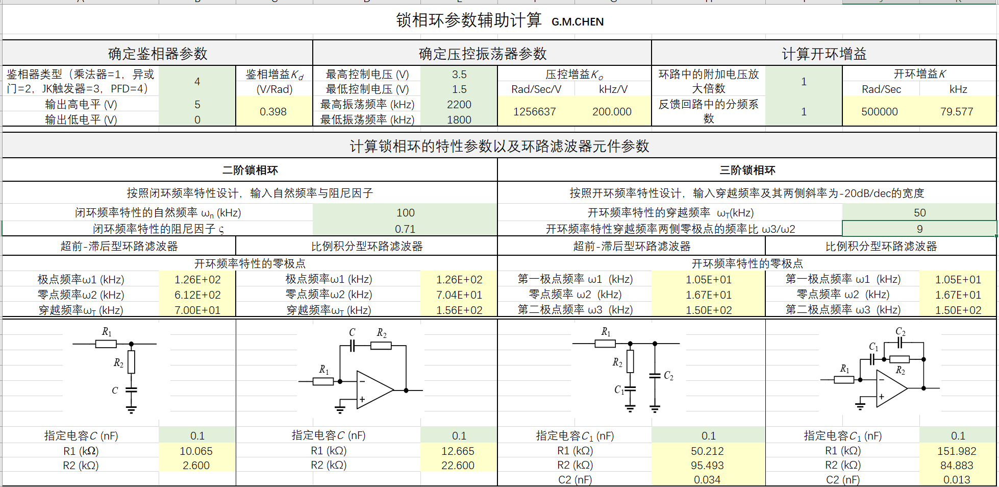 锁相环参数辅助计算 G.M.CHEN
确定鉴相器参数 确定压控振荡器参数 计算开环增益
鉴相器类型（乘法器=1，异或门=2，JK触发器=3，PFD=4） 4 鉴相增益Kd (V/Rad) 最高控制电压 (V) 3.5 压控增益Ko 环路中的附加电压放大倍数 1 开环增益K
最低控制电压 (V) 1.5 Rad/Sec/V kHz/V Rad/Sec kHz
输出高电平 (V) 5 0.398 最高振荡频率 (kHz) 2200 1256637 200.000 反馈回路中的分频系数 1 500000 79.577
输出低电平 (V) 0 最低振荡频率 (kHz) 1800
计算锁相环的特性参数以及环路滤波器元件参数
二阶锁相环 三阶锁相环
按照闭环频率特性设计，输入自然频率与阻尼因子 按照开环频率特性设计，输入穿越频率及其两侧斜率为-20dB/dec的宽度
闭环频率特性的自然频率 ωn (kHz) 100 开环频率特性的穿越频率 ωT(kHz) 50
闭环频率特性的阻尼因子 ς 0.71 开环频率特性穿越频率两侧零极点的频率比 ω3/ω2 9
超前-滞后型环路滤波器 比例积分型环路滤波器 超前-滞后型环路滤波器 比例积分型环路滤波器
开环频率特性的零极点 开环频率特性的零极点
极点频率ω1 (kHz) 1.26E+02 极点频率ω1 (kHz) 1.26E+02 第一极点频率 ω1 (kHz) 1.05E+01 第一极点频率 ω1 (kHz) 1.05E+01
零点频率ω2 (kHz) 6.12E+02 零点频率ω2 (kHz) 7.04E+01 零点频率 ω2 (kHz) 1.67E+01 零点频率 ω2 (kHz) 1.67E+01
穿越频率ωT (kHz) 7.00E+01 穿越频率ωT (kHz) 1.56E+02 第二极点频率 ω3 (kHz) 1.50E+02 第二极点频率 ω3 (kHz) 1.50E+02
R1 R2 C
C R2 R1 − +
R1 R2 C1 C2
C2 C1 R1 R2 − +
指定电容C (nF) 0.1 指定电容C (nF) 0.1 指定电容C1 (nF) 0.1 指定电容C1 (nF) 0.1
R1 (kΩ) 10.065 R1 (kΩ) 12.665 R1 (kΩ) 50.212 R1 (kΩ) 151.982
R2 (kΩ) 2.600 R2 (kΩ) 22.600 R2 (kΩ) 95.493 R2 (kΩ) 84.883
C2 (nF) 0.034 C2 (nF) 0.013